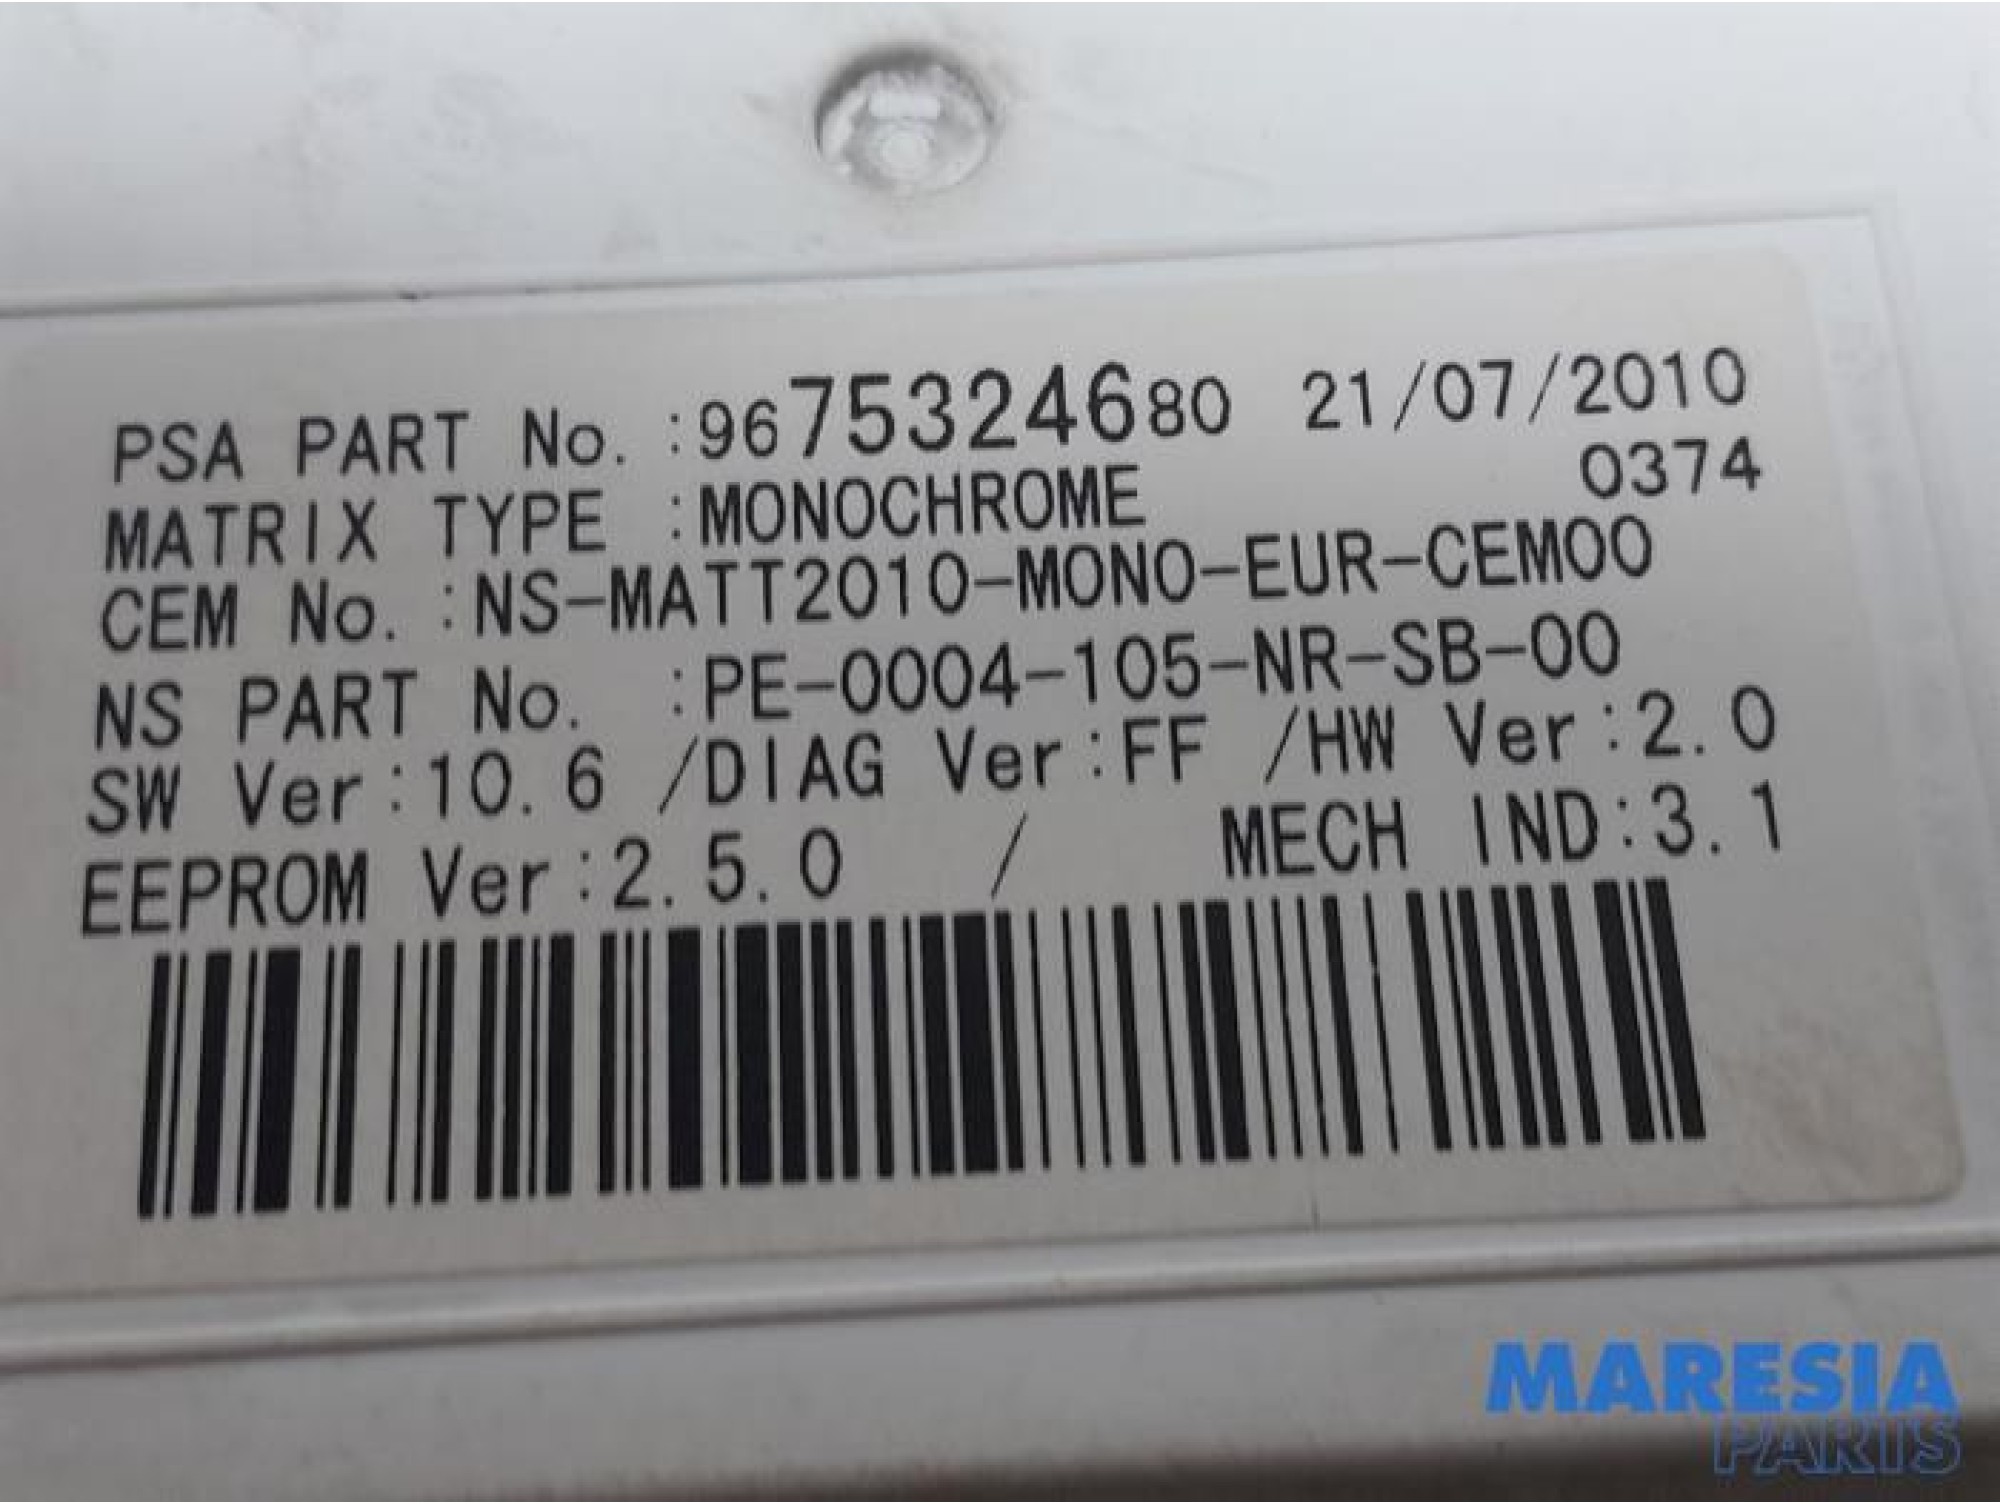 PSA PART No. :9675324680 21/07/2010
MATRIX TYPE :MONOCHROME 0374
CEM No. :NS-MATT2010-MONO-EUR-CEM00
NS PART No. :PE-0004-105-NR-SB-00
SW Ver:10.6 /DIAG Ver:FF /HW Ver:2.0
EEPROM Ver:2.5.0 / MECH IND:3.1
MARESIA
PARTS